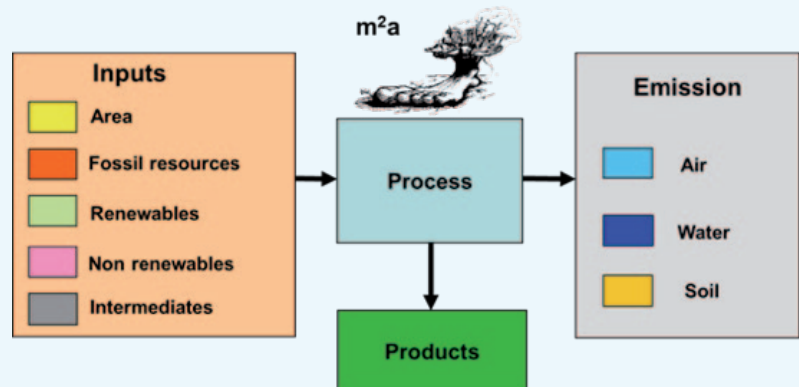 m²a
Inputs
Area
Fossil resources
Renewables
Non renewables
Intermediates
Process
Products
Emission
Air
Water
Soil